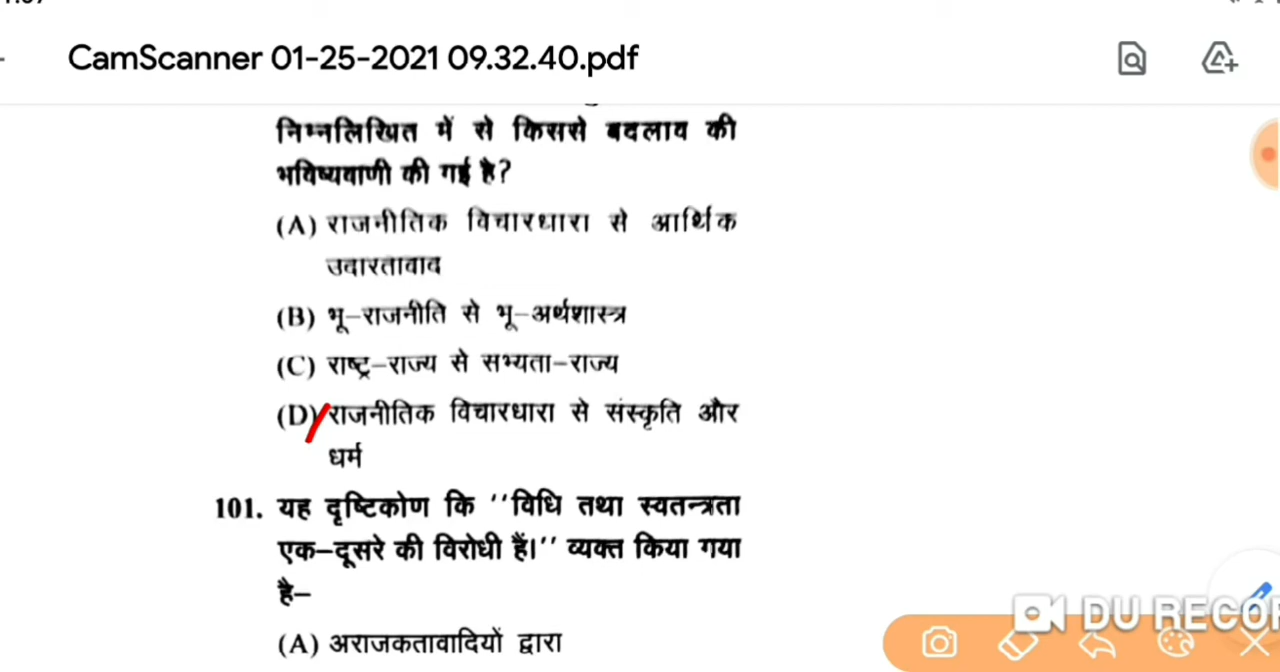 CamScanner 01-25-2021 09.32.40.pdf
निम्नलिखित में से किससे बदलाव की
भविष्यवाणी की गई है?
(A) राजनीतिक विचारधारा से आर्थिक
उदारतावाद
(B) भू-राजनीति से भू-अर्थशास्त्र
(C) राष्ट्र-राज्य से सभ्यता-राज्य
(D) राजनीतिक विचारधारा से संस्कृति और
धर्म
101. यह दृष्टिकोण कि ''विधि तथा स्वतन्त्रता
एक-दूसरे की विरोधी हैं।'' व्यक्त किया गया
है-
(A) अराजकतावादियों द्वारा
DU RECOR